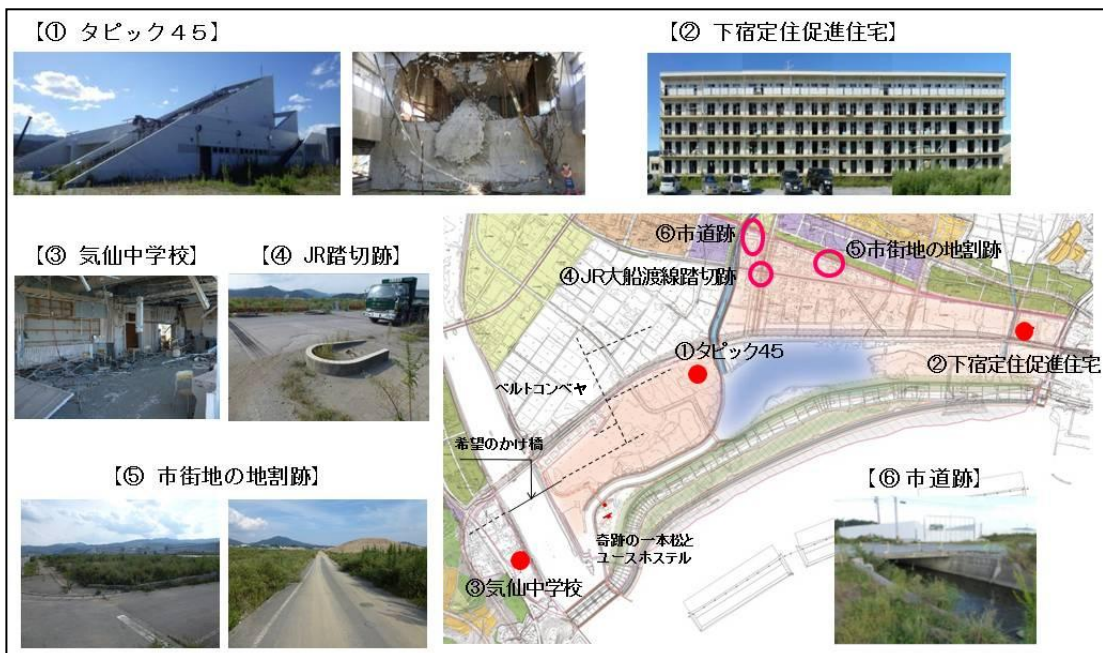 【① タピック45】
【② 下宿定住促進住宅】
【③ 気仙中学校】
【④ JR踏切跡】
⑥市道跡
⑤市街地の地割跡
④JR大船渡線踏切跡
①タピック45
②下宿定住促進住宅
ベルトコンベヤ
希望のかけ橋
【⑤ 市街地の地割跡】
【⑥ 市道跡】
奇跡の一本松と
ユースホステル
③気仙中学校